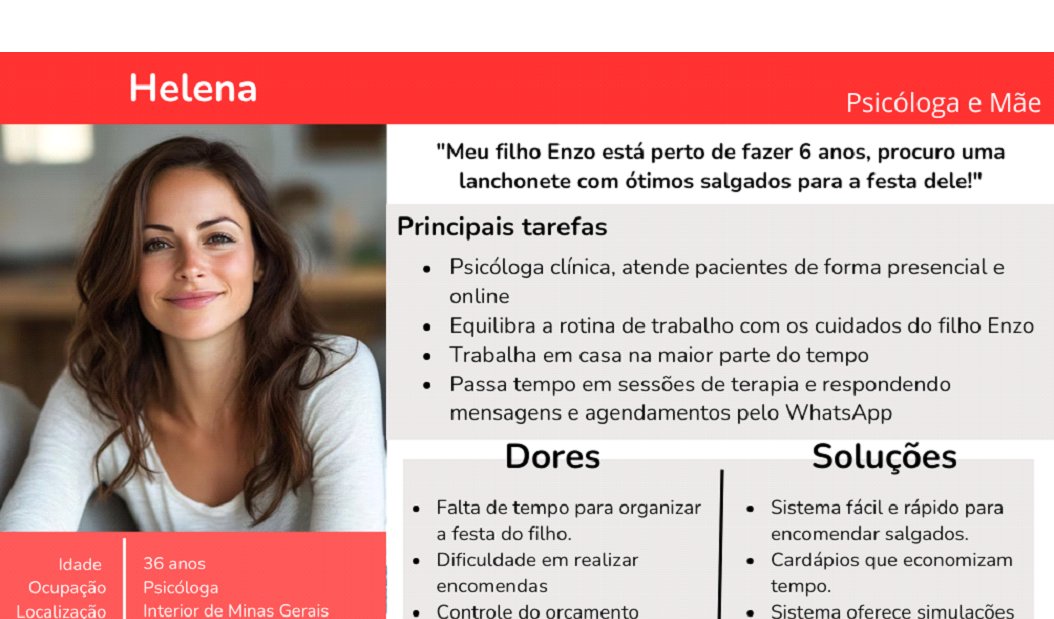 Helena
Psicóloga e Mãe
"Meu filho Enzo está perto de fazer 6 anos, procuro uma
lanchonete com ótimos salgados para a festa dele!"
Principais tarefas
• Psicóloga clínica, atende pacientes de forma presencial e
online
• Equilibra a rotina de trabalho com os cuidados do filho Enzo
• Trabalha em casa na maior parte do tempo
• Passa tempo em sessões de terapia e respondendo
mensagens e agendamentos pelo WhatsApp
Dores
• Falta de tempo para organizar
a festa do filho.
• Dificuldade em realizar
encomendas
• Controle do orçamento
Soluções
• Sistema fácil e rápido para
encomendar salgados.
• Cardápios que economizam
tempo.
• Sistema oferece simulações
Idade 36 anos
Ocupação Psicóloga
Localização Interior de Minas Gerais